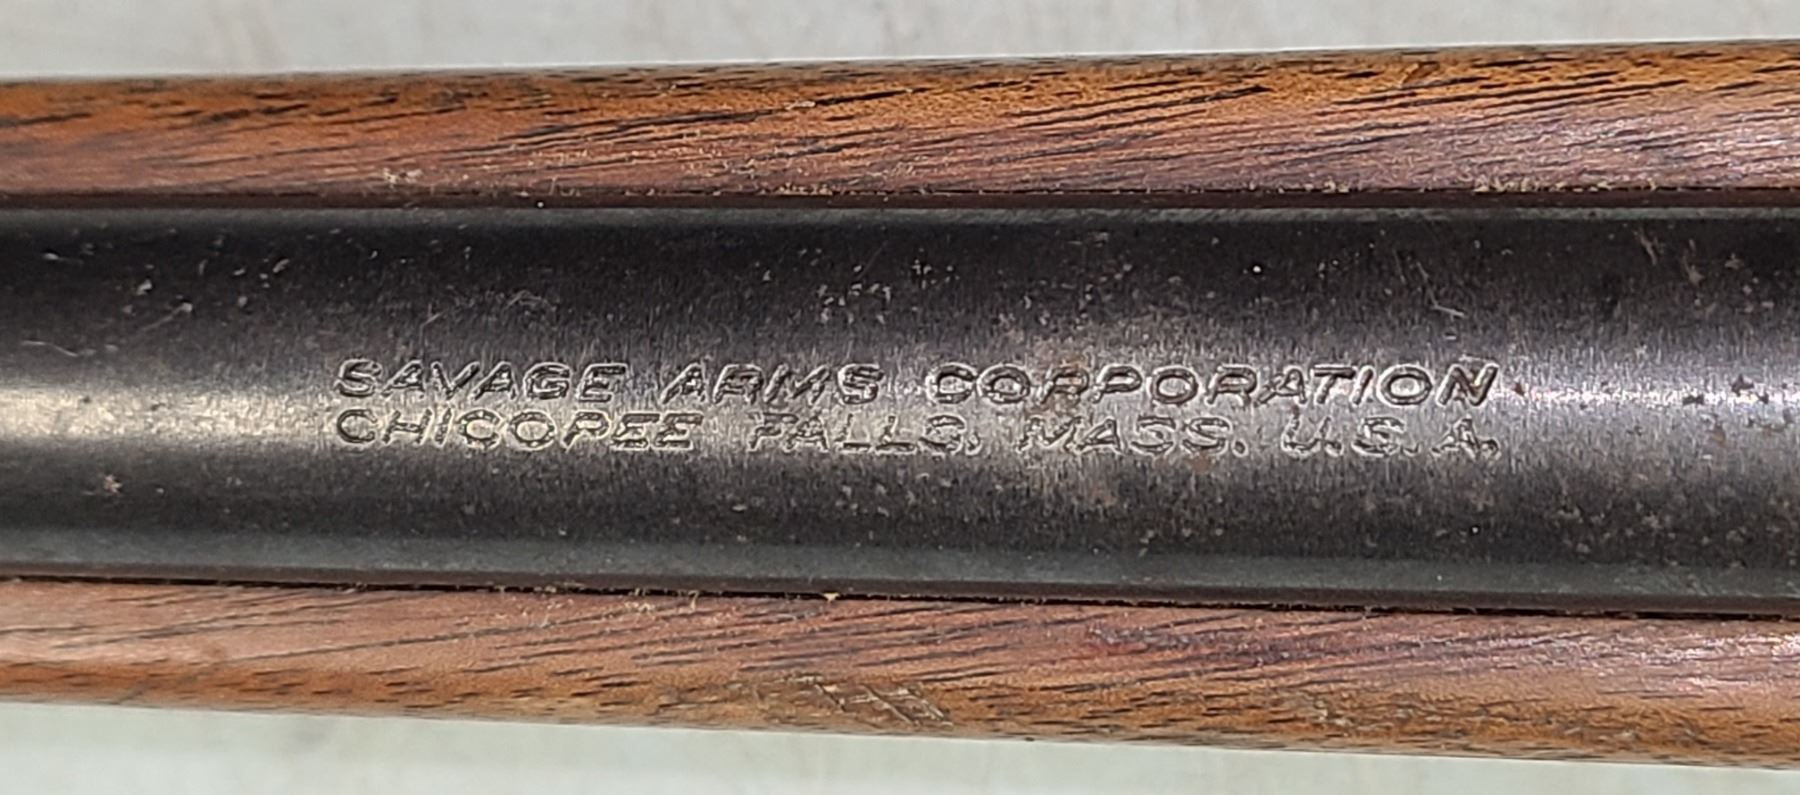 SAVAGE ARMS CORPORATION
CHICOPEE FALLS, MASS. U.S.A.